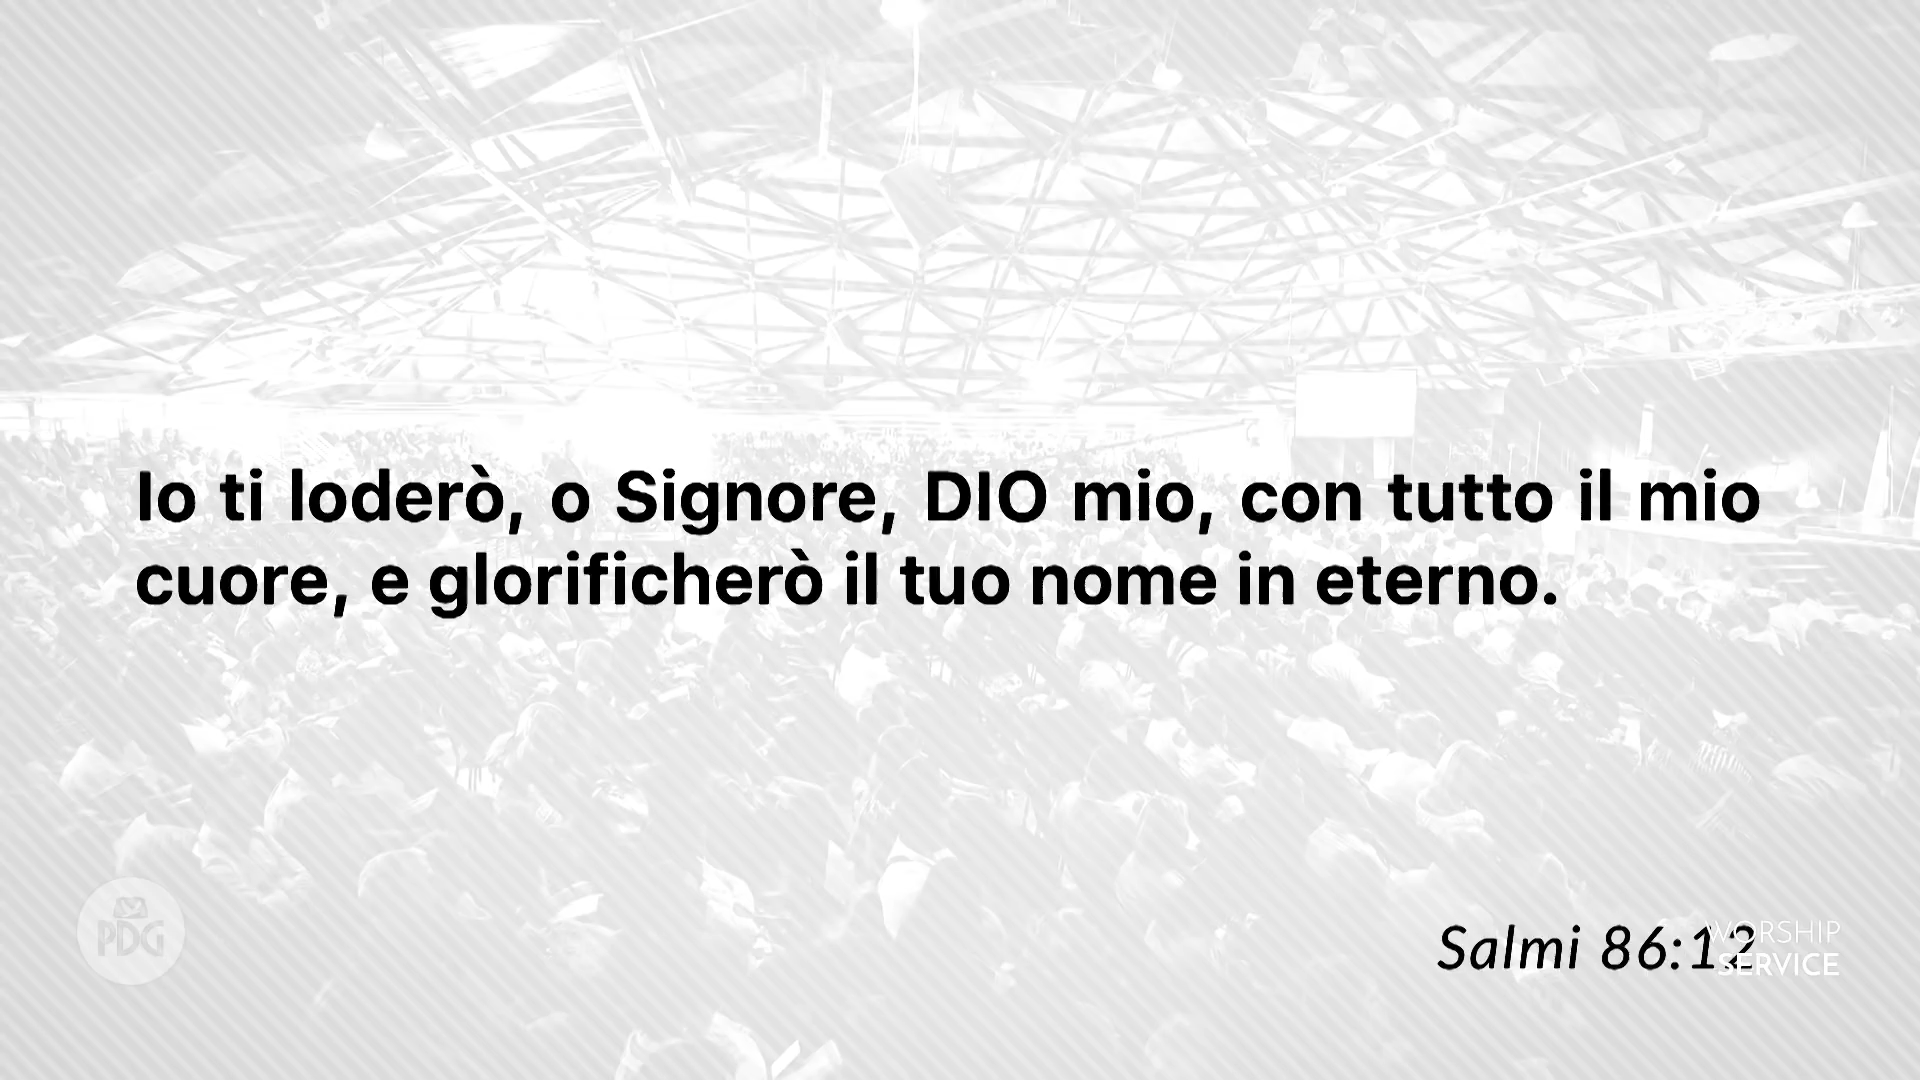 Io ti loderò, o Signore, DIO mio, con tutto il mio
cuore, e glorificherò il tuo nome in eterno.
PDG
Salmi 86:12
WORSHIP
SERVICE